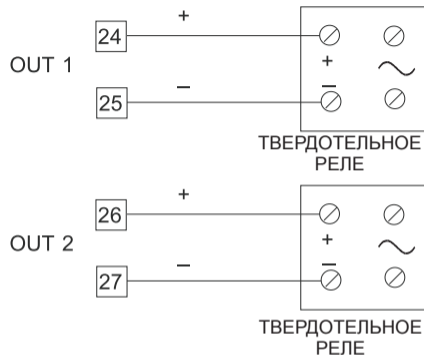 24 +
OUT 1
+
25 − −
ТВЕРДОТЕЛЬНОЕ
РЕЛЕ
26 +
OUT 2
+
27 − −
ТВЕРДОТЕЛЬНОЕ
РЕЛЕ